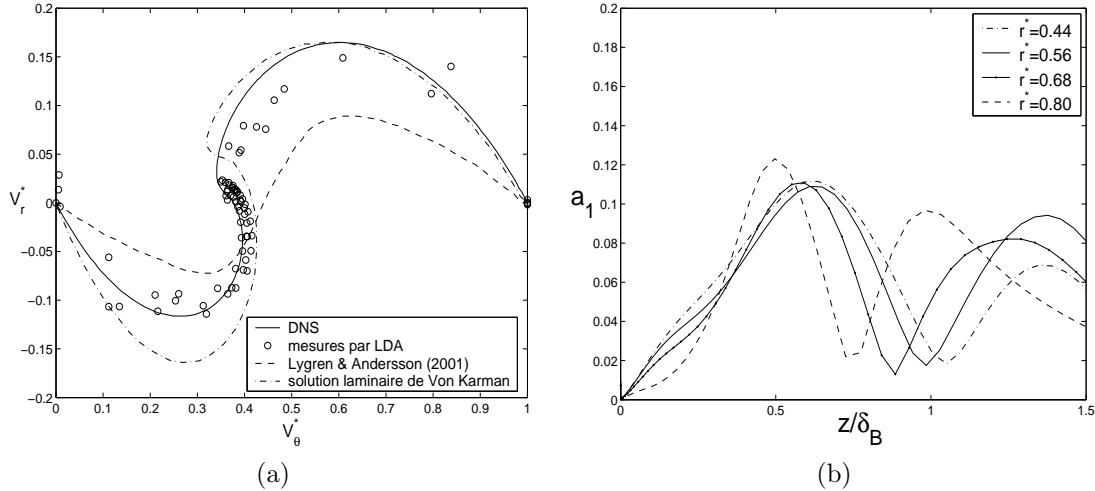 0.2
0.15
0.1
0.05
0
−0.05
−0.1
−0.15
−0.2
V*r
0 0.1 0.2 0.3 0.4 0.5 0.6 0.7 0.8 0.9 1
V*θ
DNS
mesures par LDA
Lygren & Andersson (2001)
solution laminaire de Von Karman
(a)
0.2
0.18
0.16
0.14
0.12
0.1
0.08
0.06
0.04
0.02
0
a1
0 0.5 1 1.5
z/δB
r*=0.44
r*=0.56
r*=0.68
r*=0.80
(b)